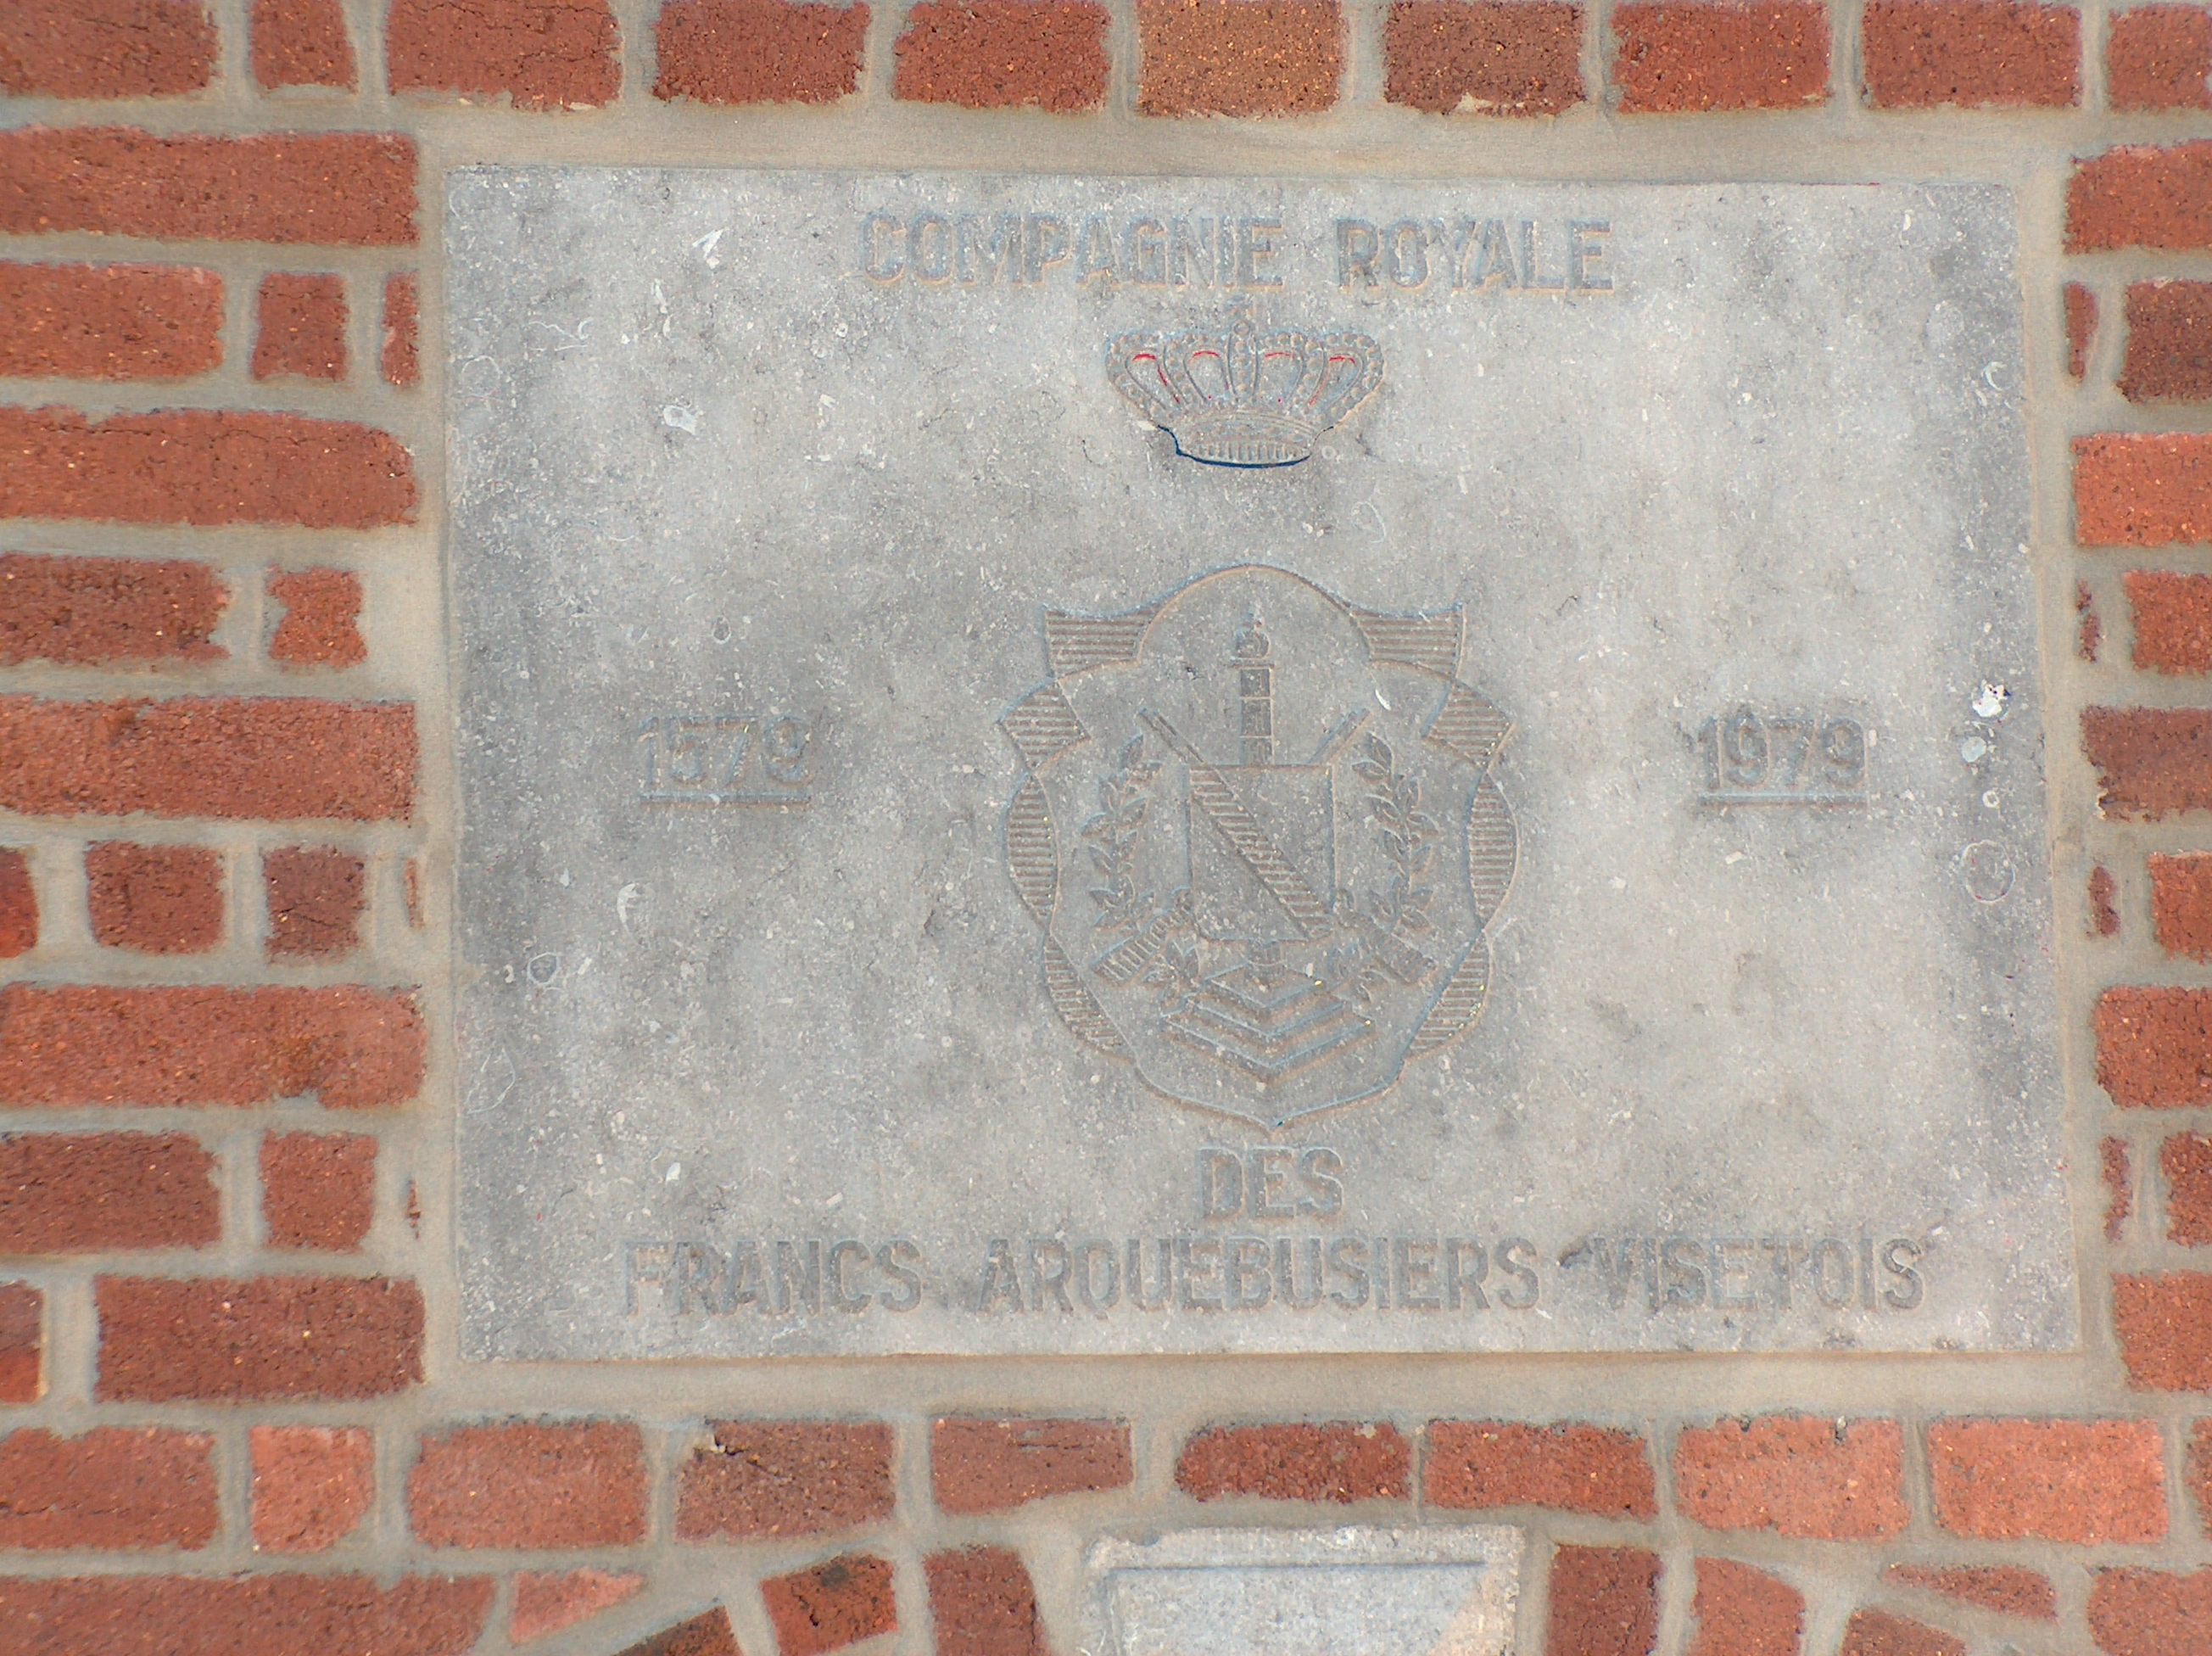 COMPAGNIE ROYALE
1579 1979
DES
FRANCS ARQUEBUSIERS VISETOIS